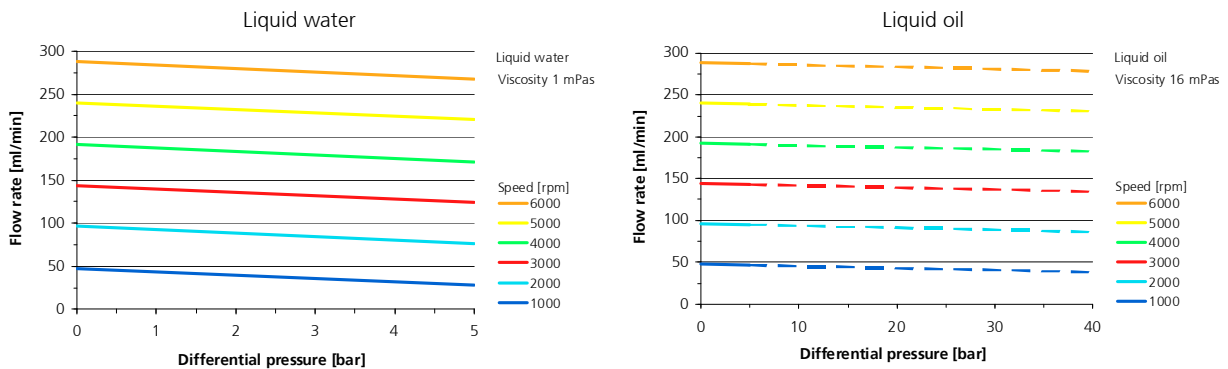 Liquid water
Flow rate [ml/min]
300
250
200
150
100
50
0
0 1 2 3 4 5
Differential pressure [bar]
Liquid water
Viscosity 1 mPas
Speed [rpm]
6000
5000
4000
3000
2000
1000
Liquid oil
Flow rate [ml/min]
300
250
200
150
100
50
0
0 10 20 30 40
Differential pressure [bar]
Liquid oil
Viscosity 16 mPas
Speed [rpm]
6000
5000
4000
3000
2000
1000